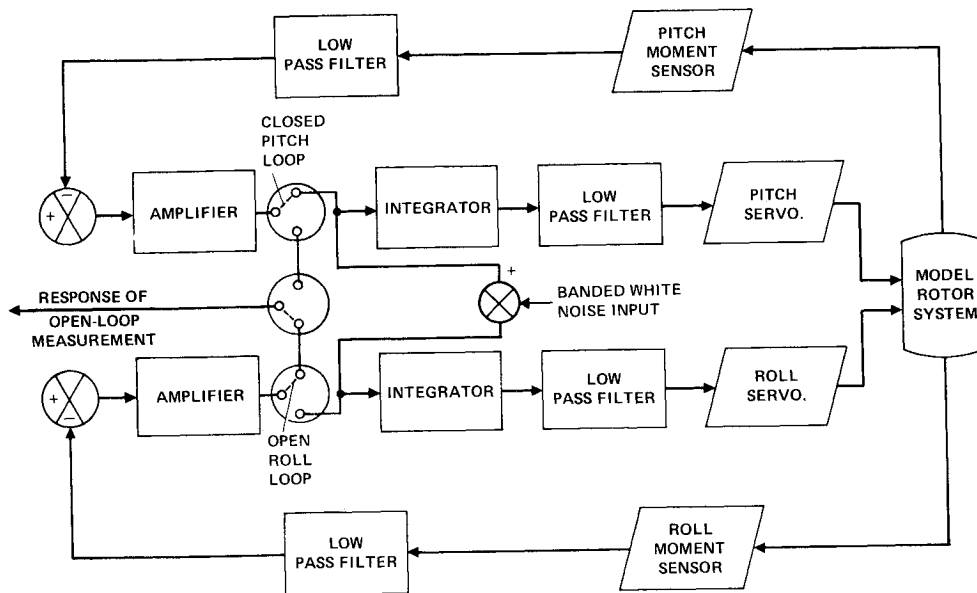 LOW
PASS FILTER
PITCH
MOMENT
SENSOR
CLOSED
PITCH
LOOP
−
+
AMPLIFIER
INTEGRATOR
LOW
PASS FILTER
PITCH
SERVO.
MODEL
ROTOR
SYSTEM
RESPONSE OF
OPEN-LOOP
MEASUREMENT
+
BANDED WHITE
NOISE INPUT
+
−
AMPLIFIER
INTEGRATOR
LOW
PASS FILTER
ROLL
SERVO.
OPEN
ROLL
LOOP
LOW
PASS FILTER
ROLL
MOMENT
SENSOR